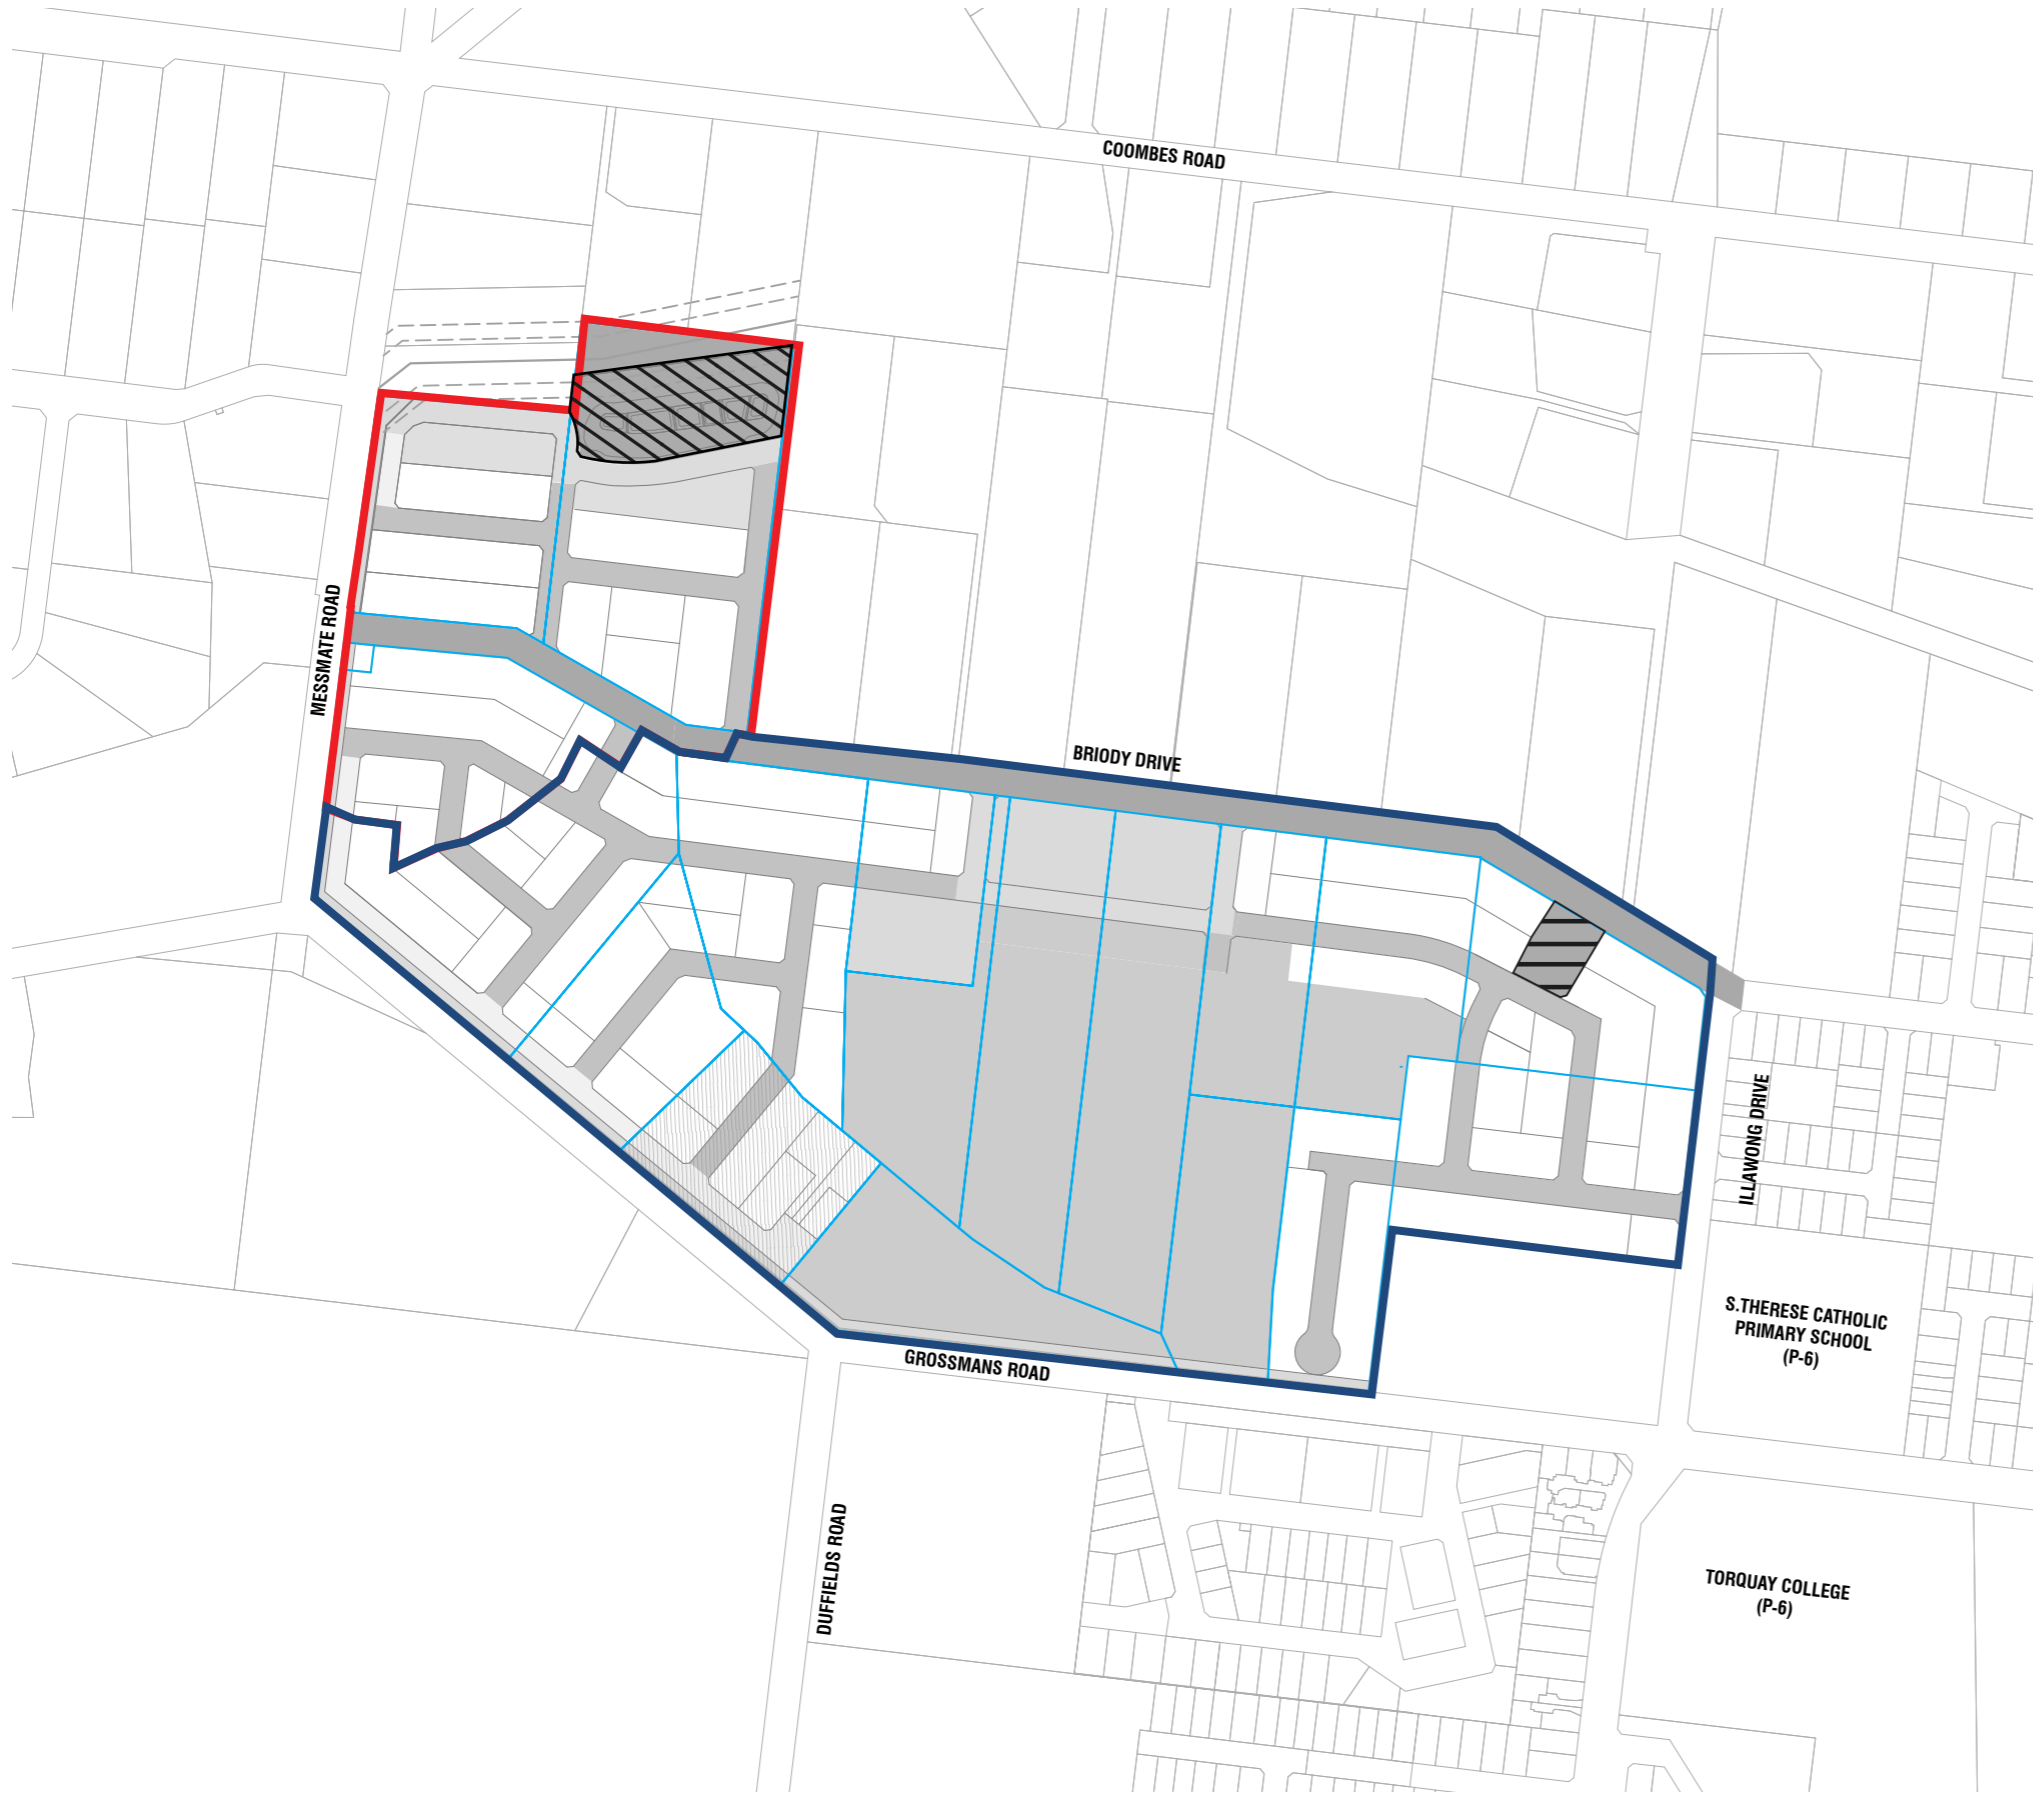 COOMBES ROAD
MESSMATE ROAD
BRIODY DRIVE
ILLAWONG DRIVE
S.THERESE CATHOLIC
PRIMARY SCHOOL
(P-6)
GROSSMANS ROAD
DUFFIELDS ROAD
TORQUAY COLLEGE
(P-6)